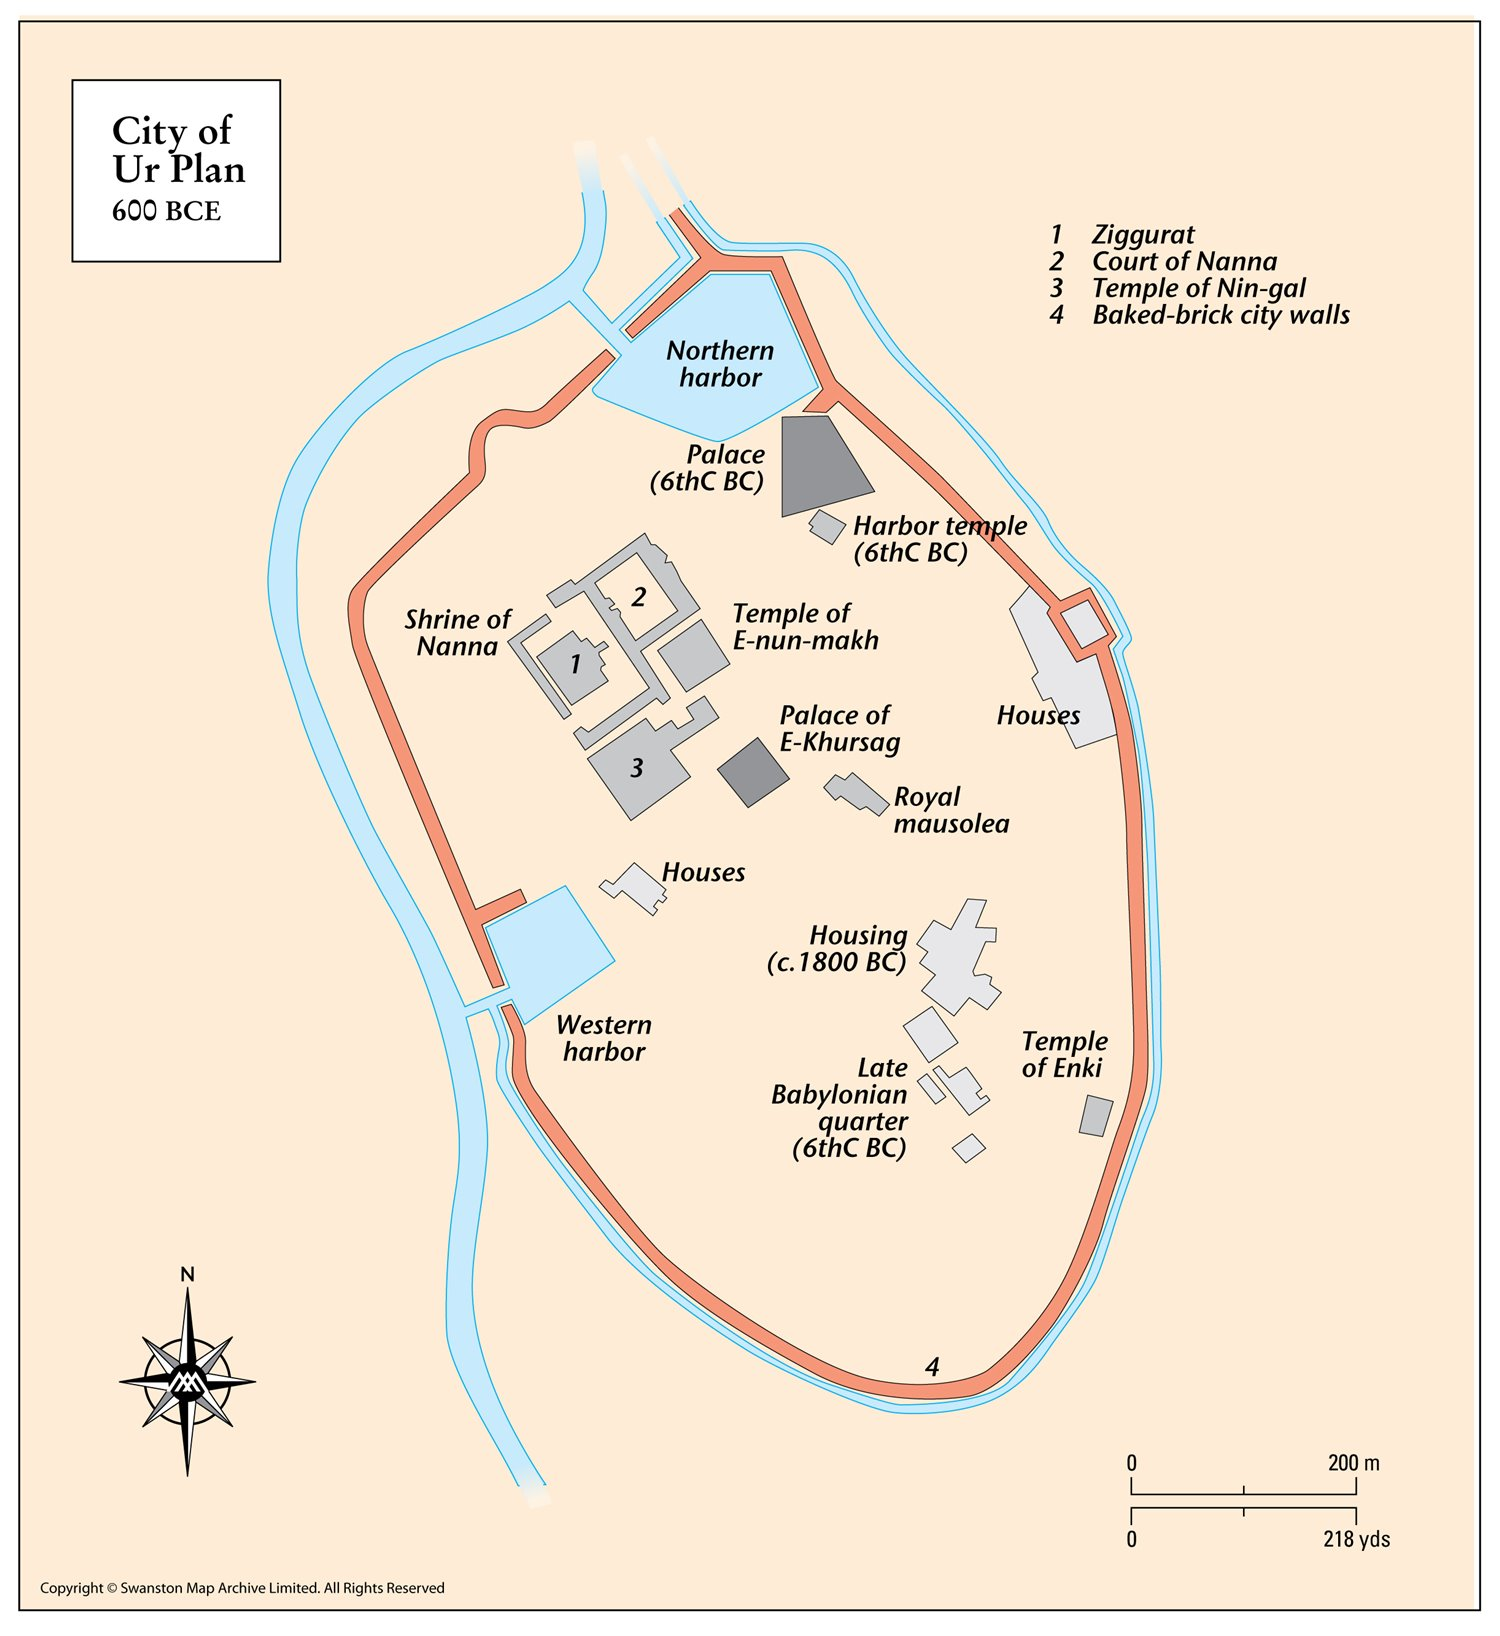 City of
Ur Plan
600 BCE
1 Ziggurat
2 Court of Nanna
3 Temple of Nin-gal
4 Baked-brick city walls
Northern
harbor
Palace
(6thC BC)
Harbor temple
(6thC BC)
2
Shrine of
Nanna
Temple of
E-nun-makh
1
Houses
Palace of
E-Khursag
3
Royal
mausolea
Houses
Housing
(c.1800 BC)
Western
harbor
Temple
of Enki
Late
Babylonian
quarter
(6thC BC)
N
4
0 200 m
0 218 yds
Copyright © Swanston Map Archive Limited. All Rights Reserved